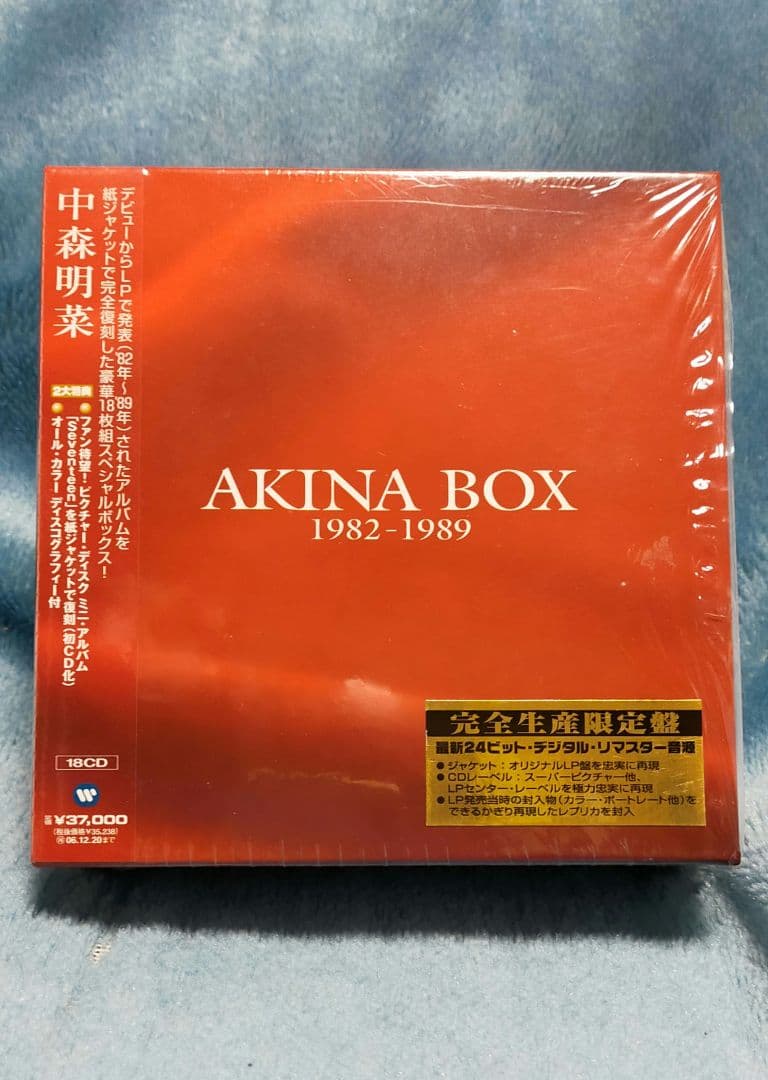 中森明菜
デビューからLPで発表('82年〜'89年)されたアルバムを
紙ジャケットで完全復刻した豪華18枚組スペシャルボックス!
2大特典
●ファン待望!ピクチャー・ディスク ミニ・アルバム
「Seventeen」を紙ジャケットで復刻(初CD化)
●オール・カラー ディスコグラフィー付
18CD
¥37,000
(税抜価格¥35,238)
06.12.20まで
AKINA BOX
1982-1989
完全生産限定盤
最新24ビット・デジタル・リマスター音源
●ジャケット:オリジナルLP盤を忠実に再現
●CDレーベル:スーパーピクチャー他、
LPセンター・レーベルを極力忠実に再現
●LP発売当時の封入物(カラー・ポートレート他)を
できるかぎり再現したレプリカを封入